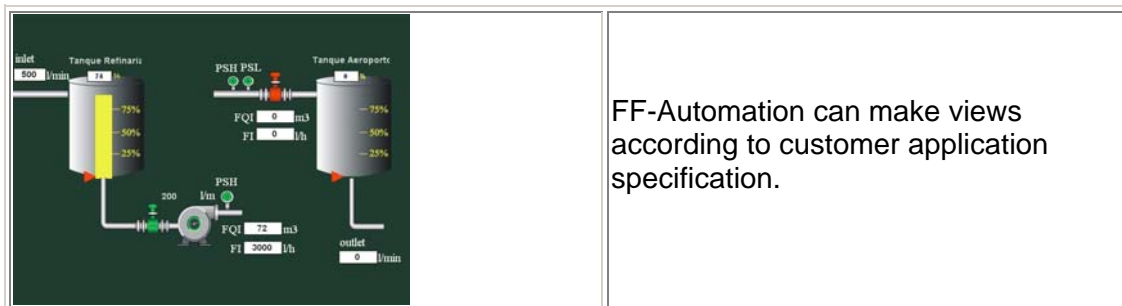 inlet
500 l/min
Tanque Refinaria
75%
50%
25%
PSH PSL
FQI 0 m3
FI 0 l/h
Tanque Aeroporto
75%
50%
25%
200 l/m
PSH
FQI 72 m3
FI 3000 l/h
outlet
0 l/min
FF-Automation can make views
according to customer application
specification.